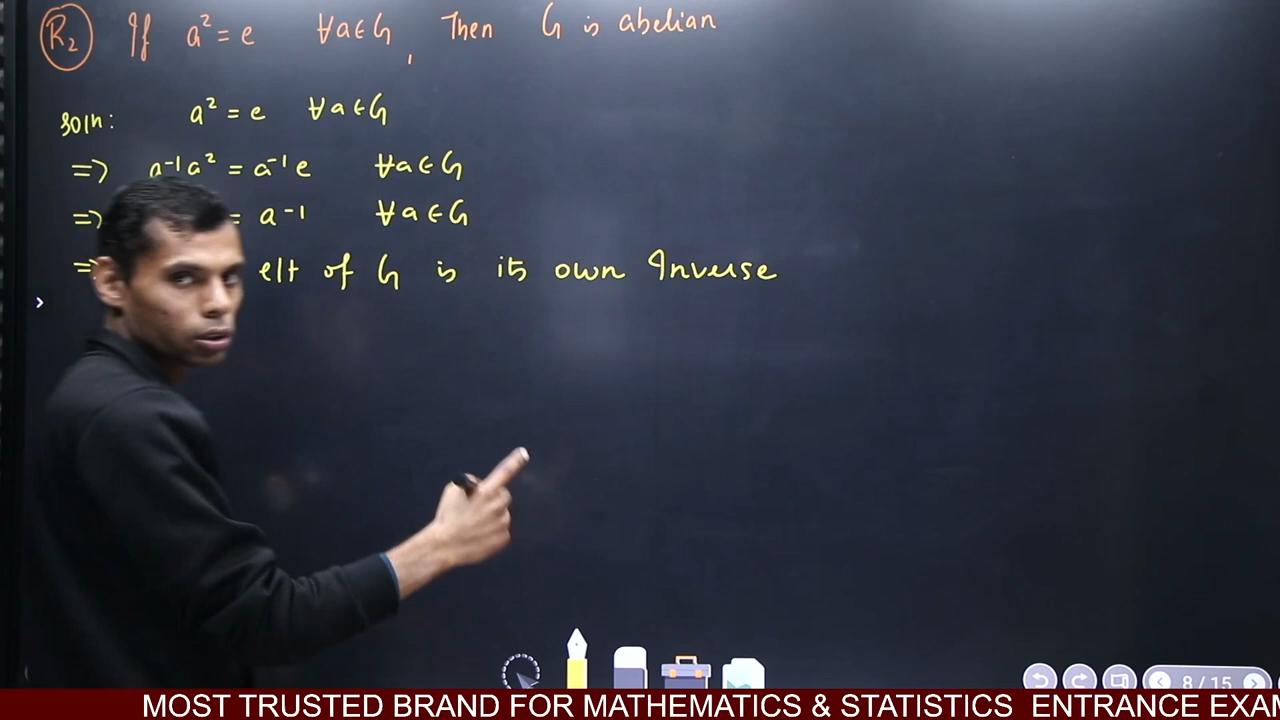 R₂ If a² = e ∀a∈G, Then G is abelian
Soln: a² = e ∀a∈G
=> a⁻¹a² = a⁻¹e ∀a∈G
=> = a⁻¹ ∀a∈G
=> elt of G is its own Inverse
8/15
MOST TRUSTED BRAND FOR MATHEMATICS & STATISTICS ENTRANCE EXA